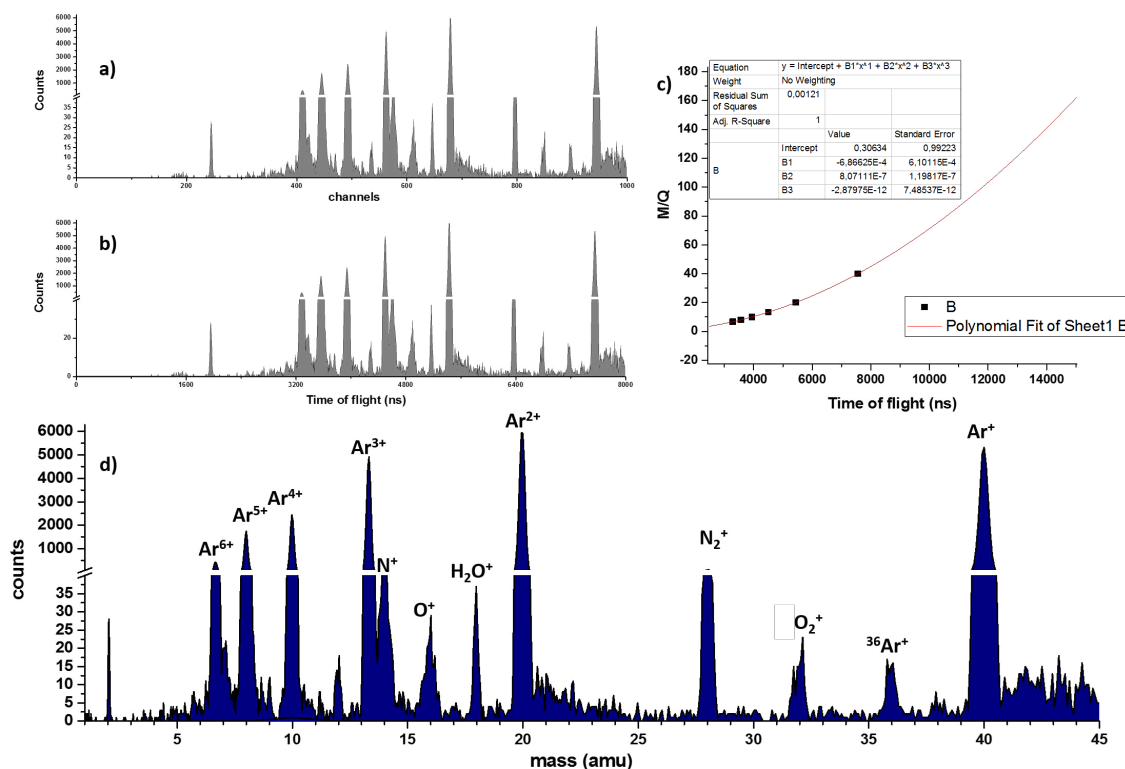 a)
Counts
6000
5000
4000
3000
2000
1000
35
30
25
20
15
10
5
0
0 200 400 600 800 1000
channels
b)
Counts
6000
5000
4000
3000
2000
1000
20
0
0 1600 3200 4800 6400 8000
Time of flight (ns)
c)
M/Q
180
160
140
120
100
80
60
40
20
0
-20
4000 6000 8000 10000 12000 14000
Time of flight (ns)
Equation y = Intercept + B1*x^1 + B2*x^2 + B3*x^3
Weight No Weighting
Residual Sum of Squares 0,00121
Adj. R-Square 1
Value Standard Error
B Intercept 0,30634 0,99223
B1 -6,86625E-4 6,10115E-4
B2 8,07111E-7 1,19817E-7
B3 -2,87975E-12 7,48537E-12
B
Polynomial Fit of Sheet1 B
d)
counts
6000
5000
4000
3000
2000
1000
35
30
25
20
15
10
5
0
Ar6+
Ar5+
Ar4+
Ar3+
N+
O+
H2O+
Ar2+
N2+
O2+
36Ar+
Ar+
5 10 15 20 25 30 35 40 45
mass (amu)